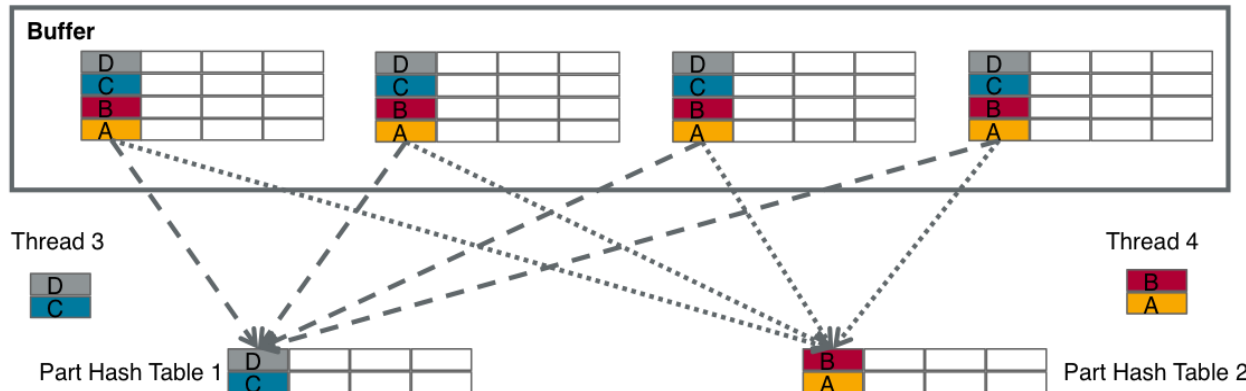 Buffer
D D D D
C C C C
B B B B
A A A A
Thread 3
Thread 4
D
C
B
A
Part Hash Table 1
D
C
B
A
Part Hash Table 2